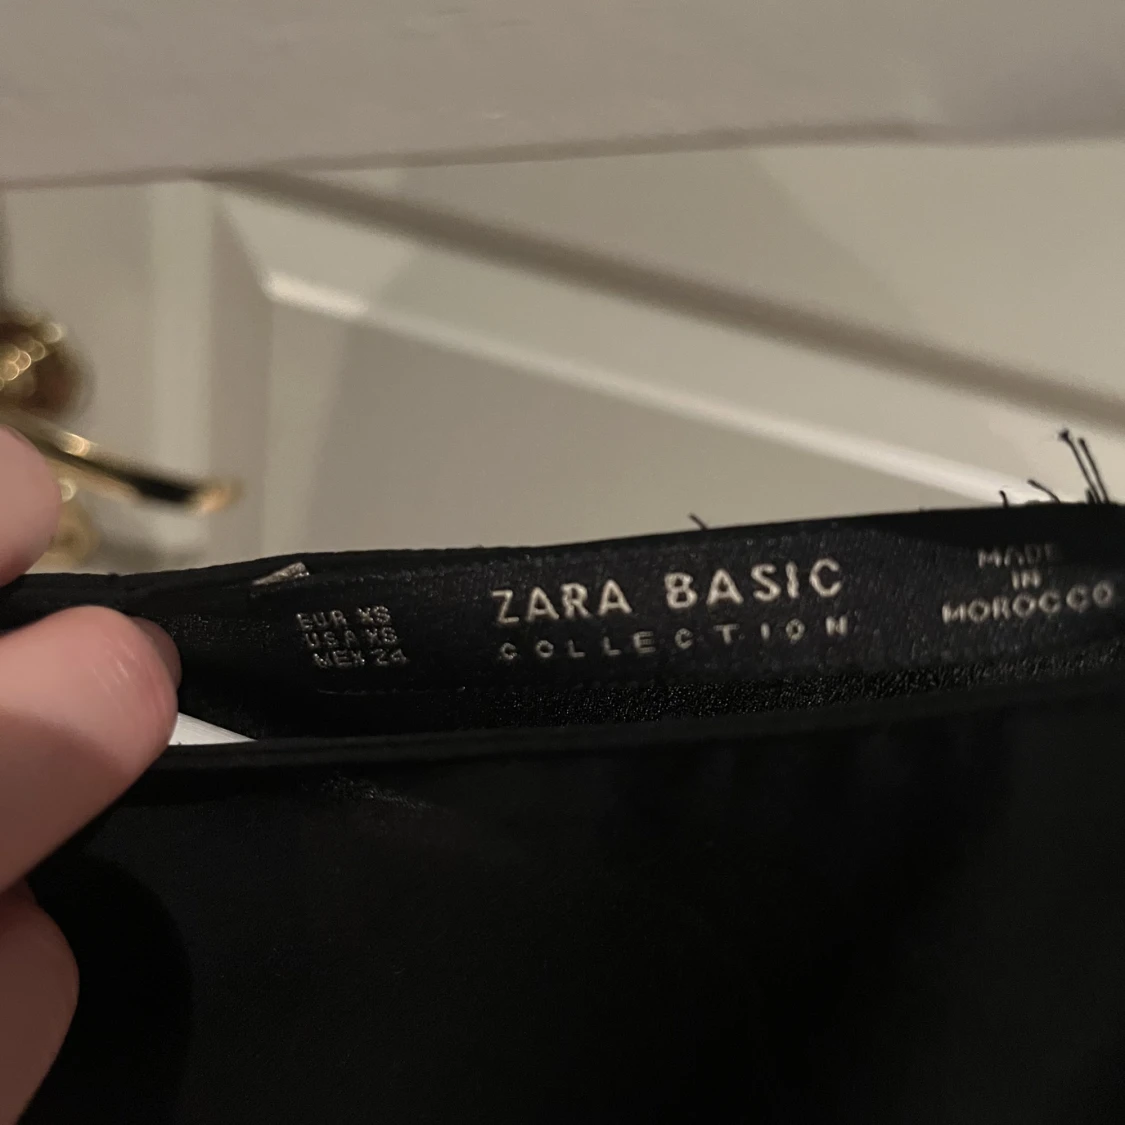 EUR XS
USA XS
MEX 24
ZARA BASIC
COLLECTION
MADE
IN
MOROCCO